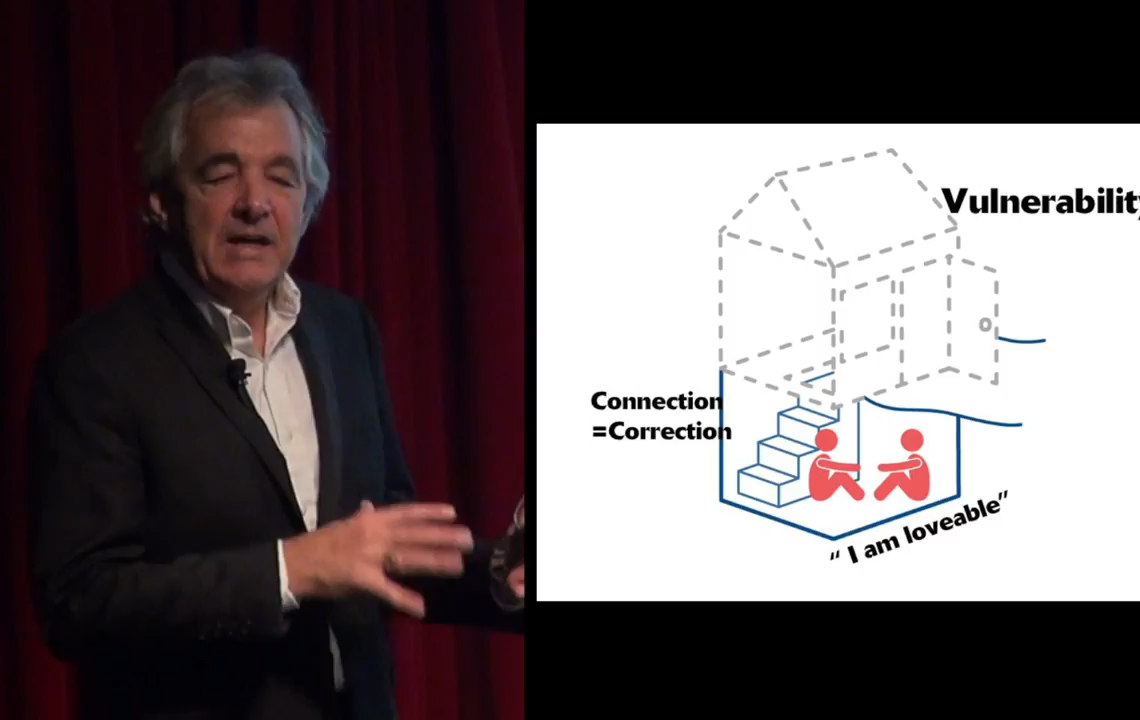 Vulnerability
Connection
=Correction
“ I am loveable”